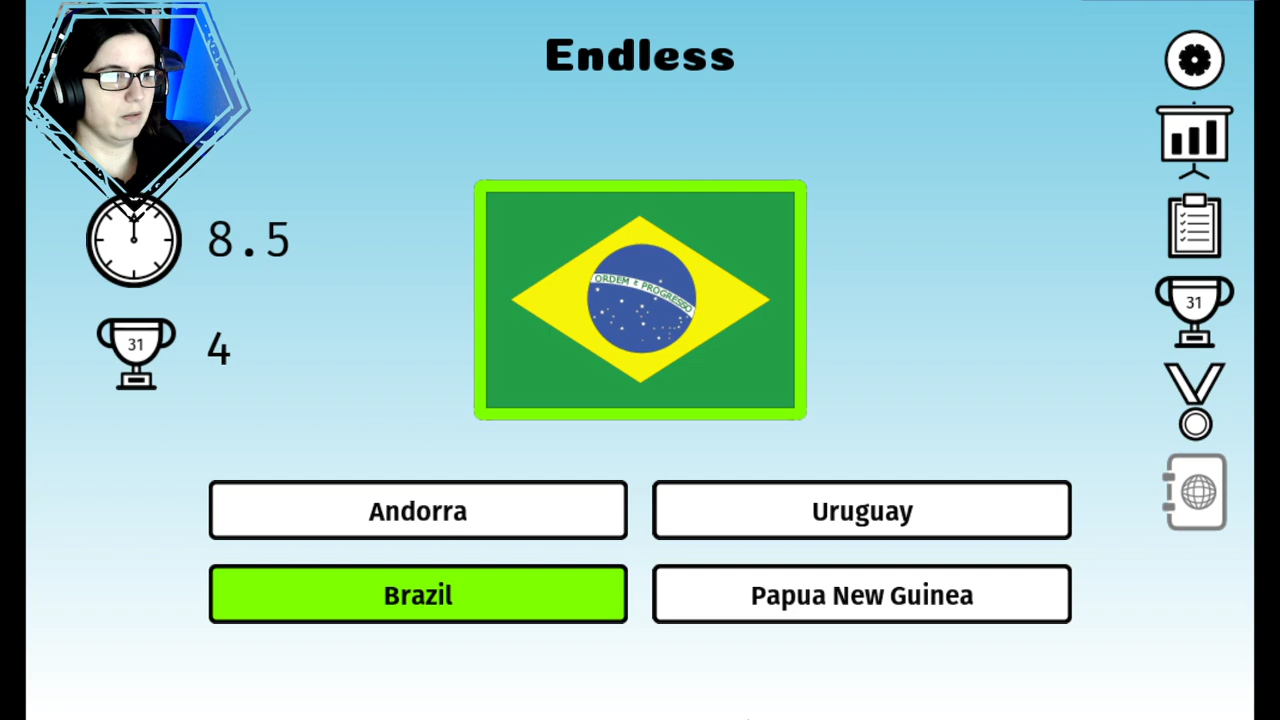 Endless
8.5
31
4
ORDEM E PROGRESSO
31
Andorra
Uruguay
Brazil
Papua New Guinea